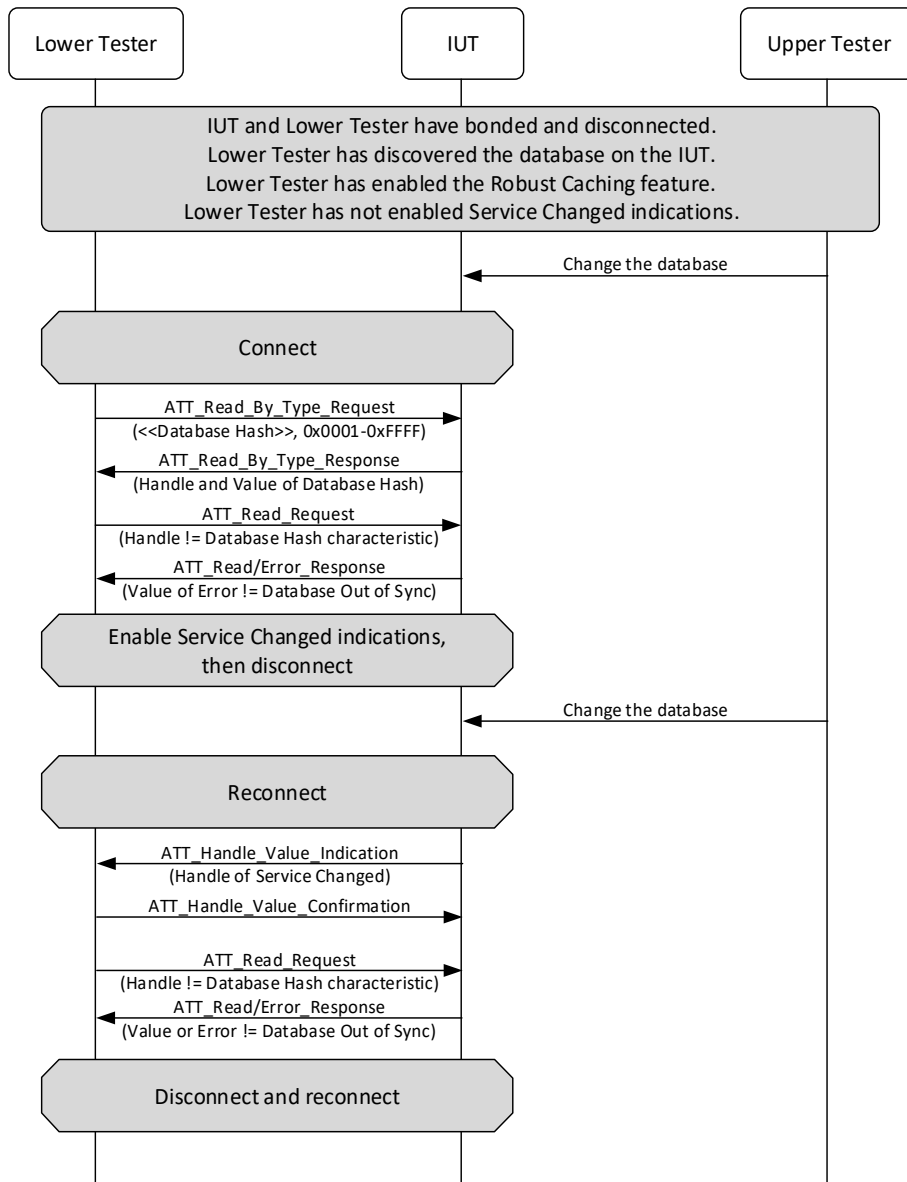 Lower Tester
IUT
Upper Tester
IUT and Lower Tester have bonded and disconnected.
Lower Tester has discovered the database on the IUT.
Lower Tester has enabled the Robust Caching feature.
Lower Tester has not enabled Service Changed indications.
Change the database
Connect
ATT_Read_By_Type_Request
(<<Database Hash>>, 0x0001-0xFFFF)
ATT_Read_By_Type_Response
(Handle and Value of Database Hash)
ATT_Read_Request
(Handle != Database Hash characteristic)
ATT_Read/Error_Response
(Value of Error != Database Out of Sync)
Enable Service Changed indications,
then disconnect
Change the database
Reconnect
ATT_Handle_Value_Indication
(Handle of Service Changed)
ATT_Handle_Value_Confirmation
ATT_Read_Request
(Handle != Database Hash characteristic)
ATT_Read/Error_Response
(Value or Error != Database Out of Sync)
Disconnect and reconnect